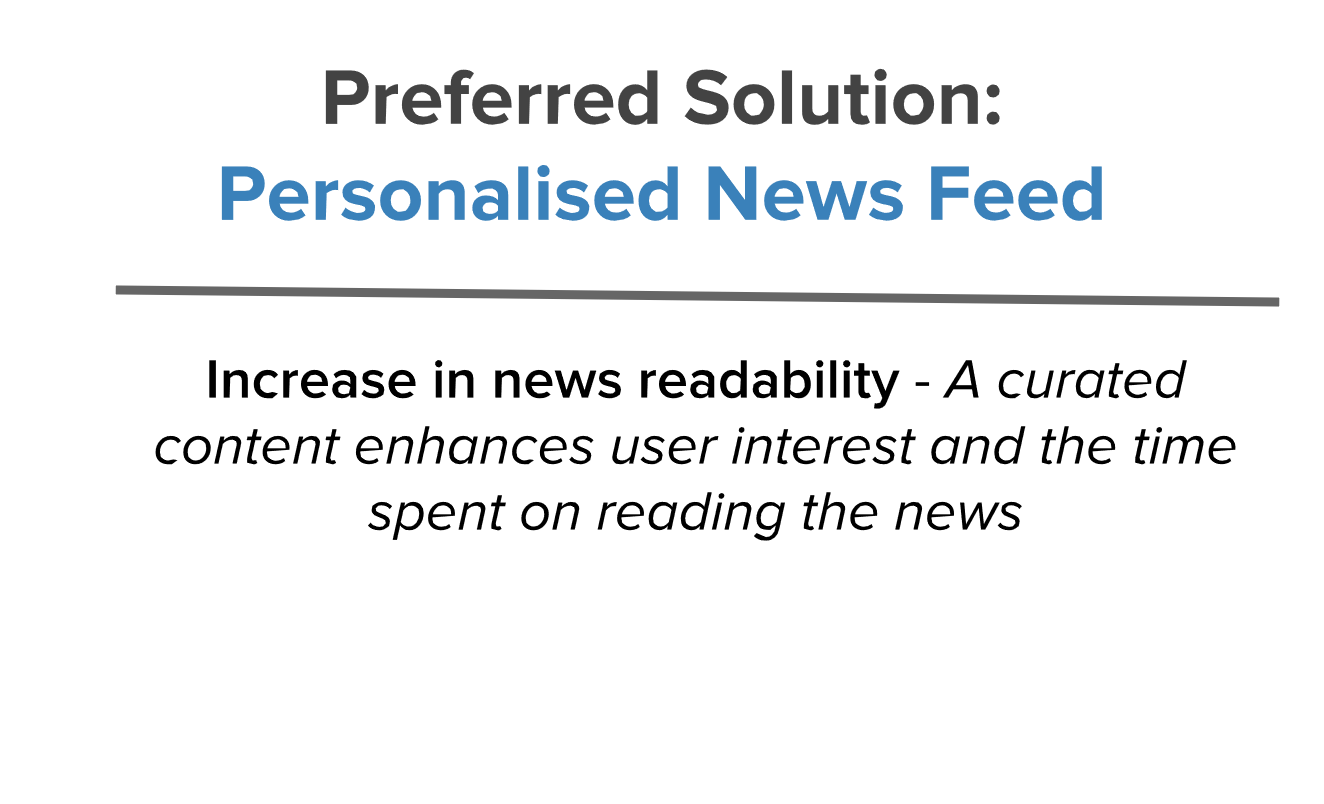 Preferred Solution:
Personalised News Feed
Increase in news readability - A curated
content enhances user interest and the time
spent on reading the news